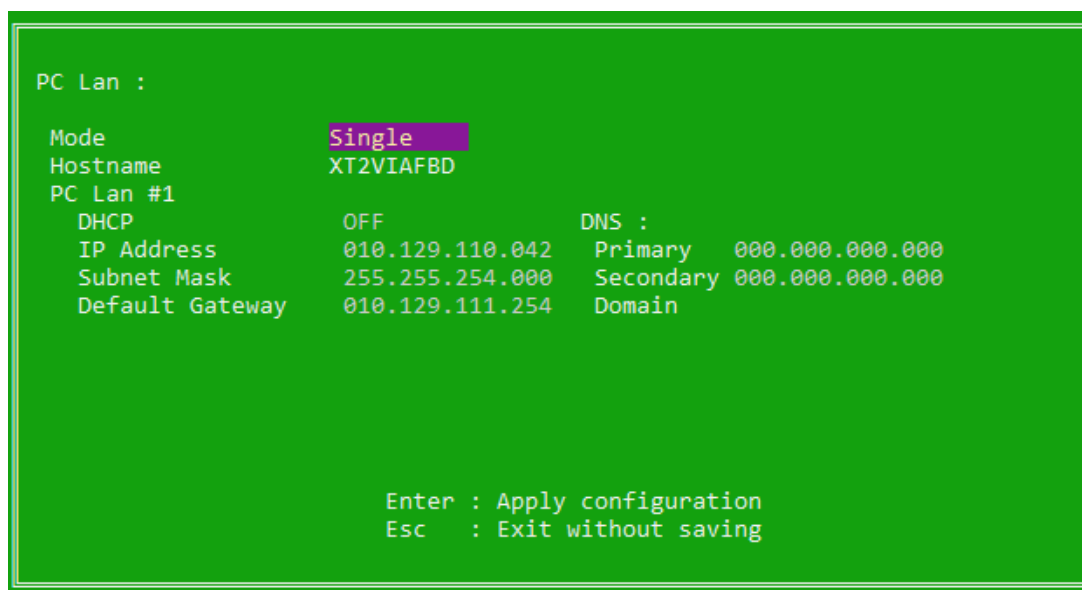 PC Lan :
Mode Single
Hostname XT2VIAFBD
PC Lan #1
DHCP OFF DNS :
IP Address 010.129.110.042 Primary 000.000.000.000
Subnet Mask 255.255.254.000 Secondary 000.000.000.000
Default Gateway 010.129.111.254 Domain
Enter : Apply configuration
Esc : Exit without saving